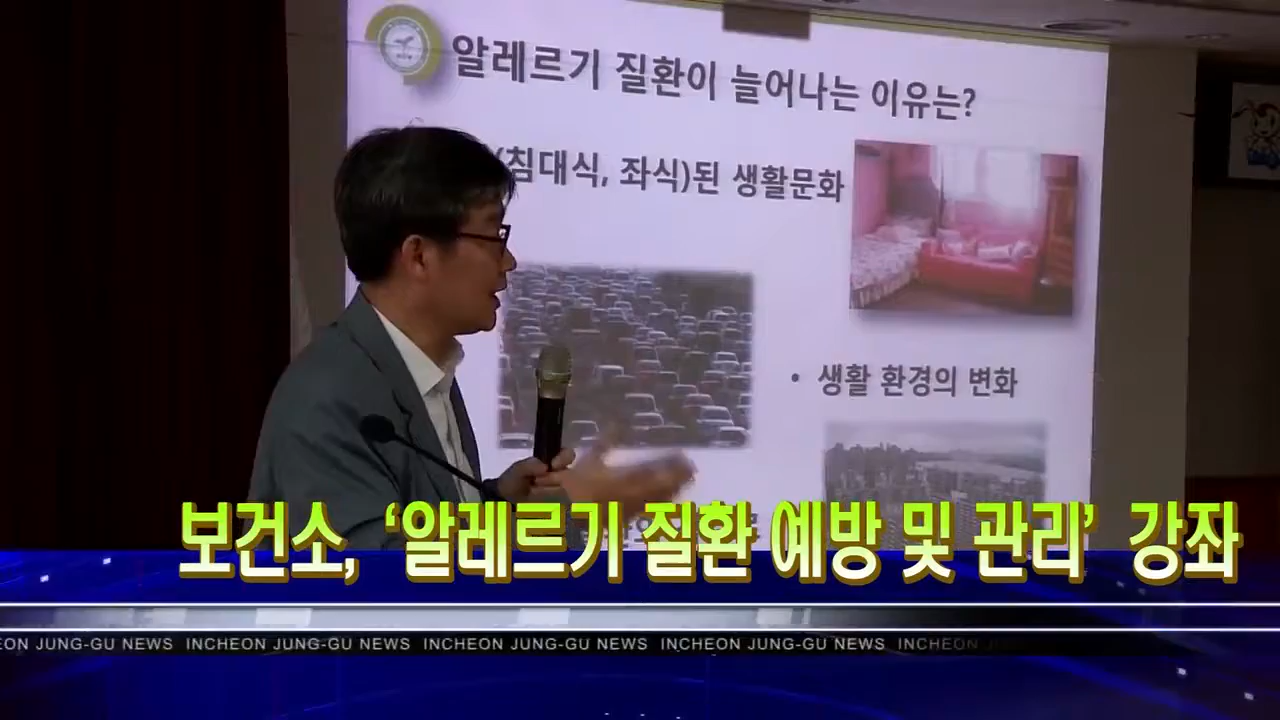 알레르기 질환이 늘어나는 이유는?
(침대식, 좌식)된 생활문화
• 생활 환경의 변화
보건소, ‘알레르기 질환 예방 및 관리’ 강좌
EON JUNG-GU NEWS INCHEON JUNG-GU NEWS INCHEON JUNG-GU NEWS INCHEON JUNG-GU NEWS INCHEON